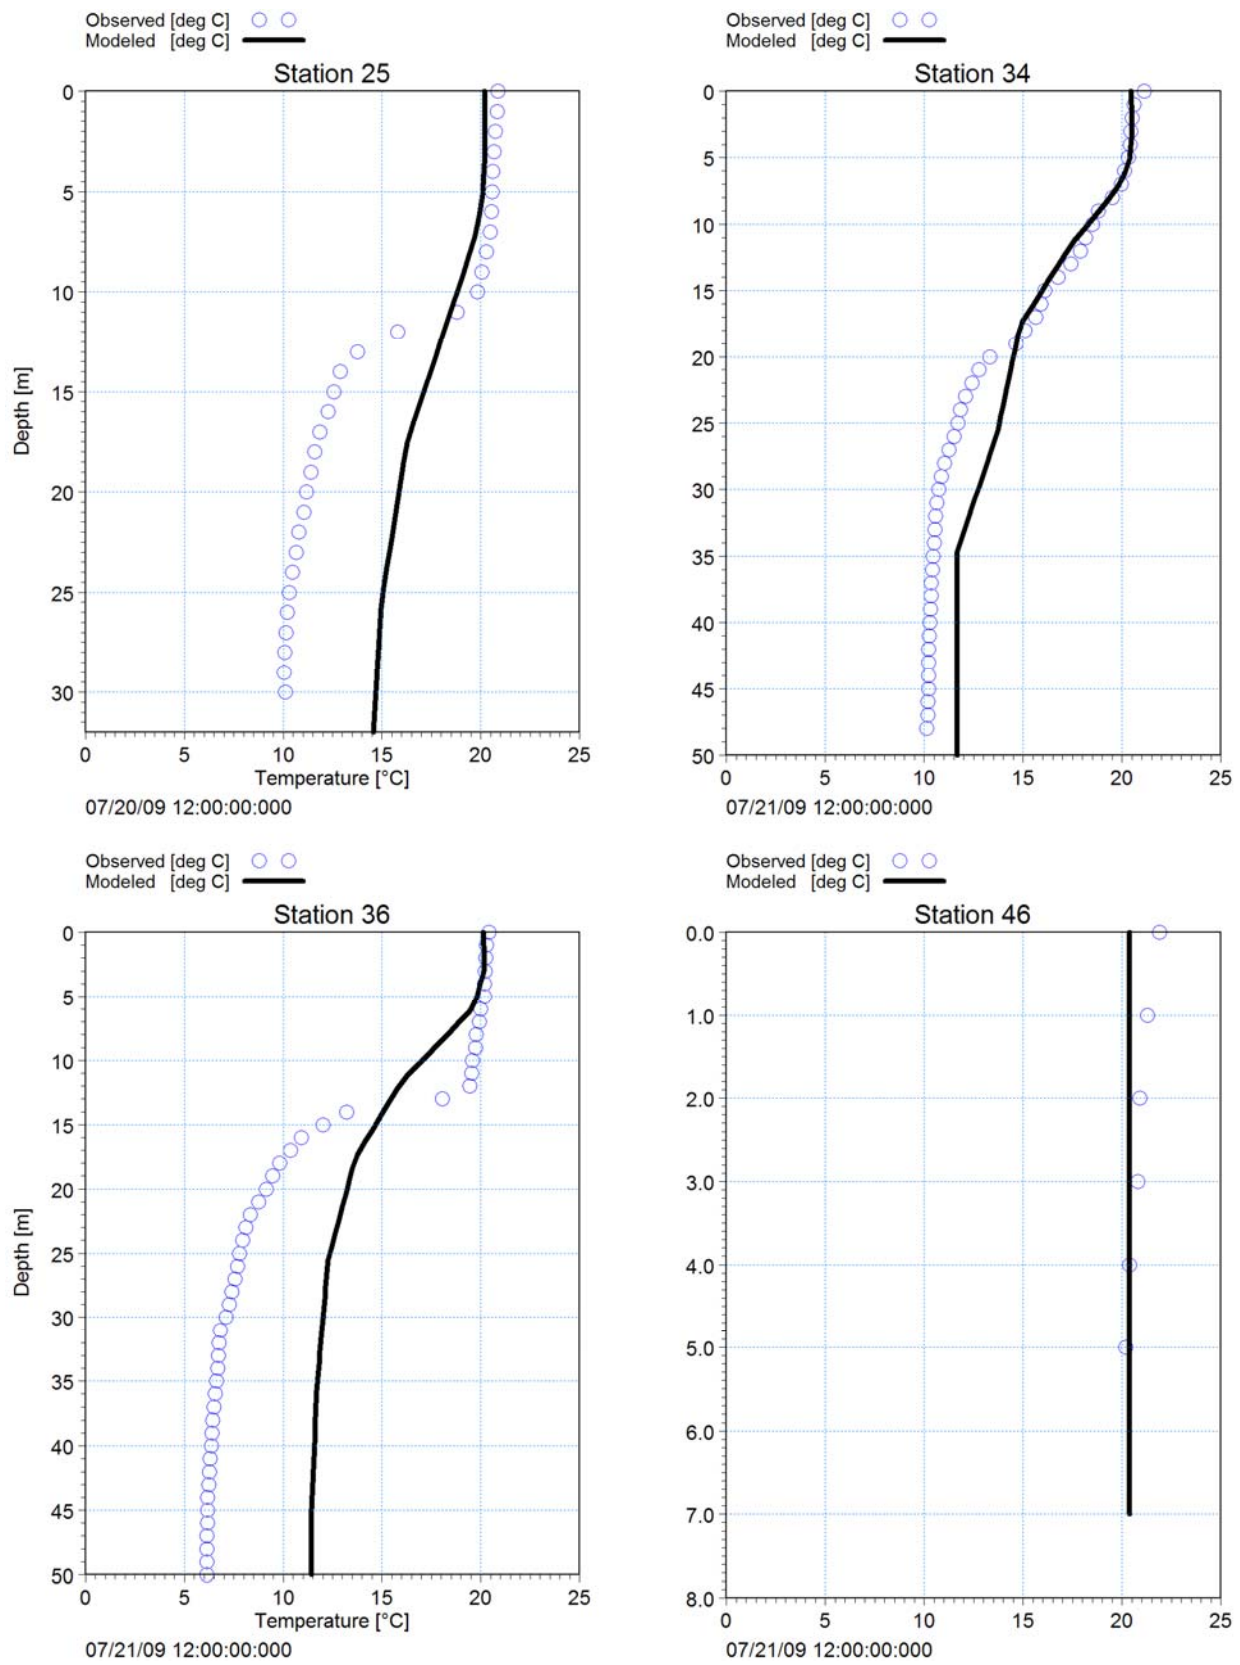 Observed [deg C]
Modeled [deg C]
Station 25
0
5
10
15
20
25
30
Depth [m]
0 5 10 15 20 25
Temperature [°C]
07/20/09 12:00:00:000
Observed [deg C]
Modeled [deg C]
Station 34
0
5
10
15
20
25
30
35
40
45
50
0 5 10 15 20 25
07/21/09 12:00:00:000
Observed [deg C]
Modeled [deg C]
Station 36
0
5
10
15
20
25
30
35
40
45
50
Depth [m]
0 5 10 15 20 25
Temperature [°C]
07/21/09 12:00:00:000
Observed [deg C]
Modeled [deg C]
Station 46
0.0
1.0
2.0
3.0
4.0
5.0
6.0
7.0
8.0
0 5 10 15 20 25
07/21/09 12:00:00:000